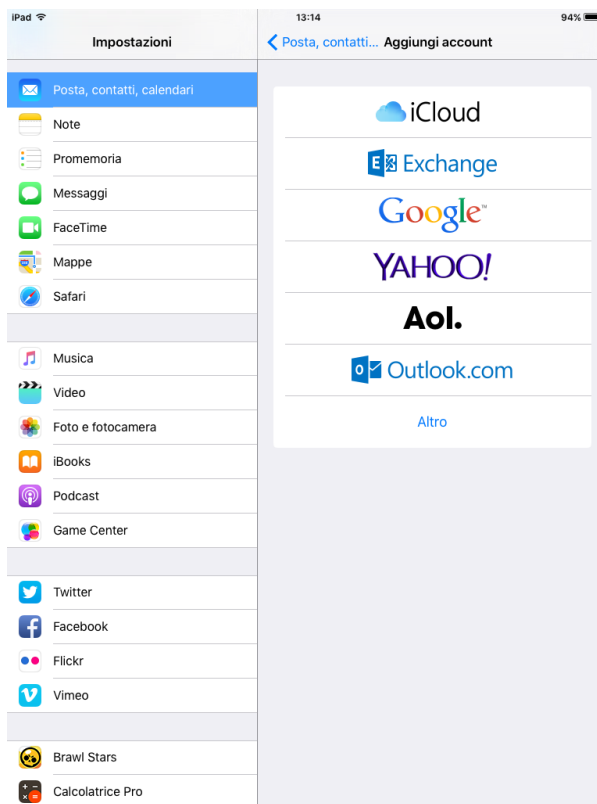 iPad 13:14 94%
Impostazioni
Posta, contatti, calendari
Note
Promemoria
Messaggi
FaceTime
Mappe
Safari
Musica
Video
Foto e fotocamera
iBooks
Podcast
Game Center
Twitter
Facebook
Flickr
Vimeo
Brawl Stars
Calcolatrice Pro
Posta, contatti... Aggiungi account
iCloud
E Exchange
Google™
YAHOO!
Aol.
o Outlook.com
Altro